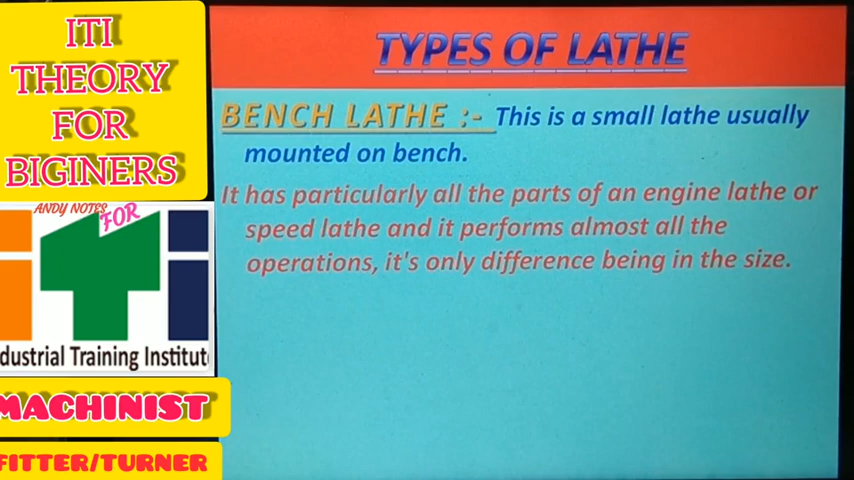 ITI
THEORY
FOR
BIGINERS
ANDY NOTES
FOR
iTi
dustrial Training Institut
MACHINIST
FITTER/TURNER
TYPES OF LATHE
BENCH LATHE :- This is a small lathe usually
mounted on bench.
It has particularly all the parts of an engine lathe or
speed lathe and it performs almost all the
operations, it's only difference being in the size.